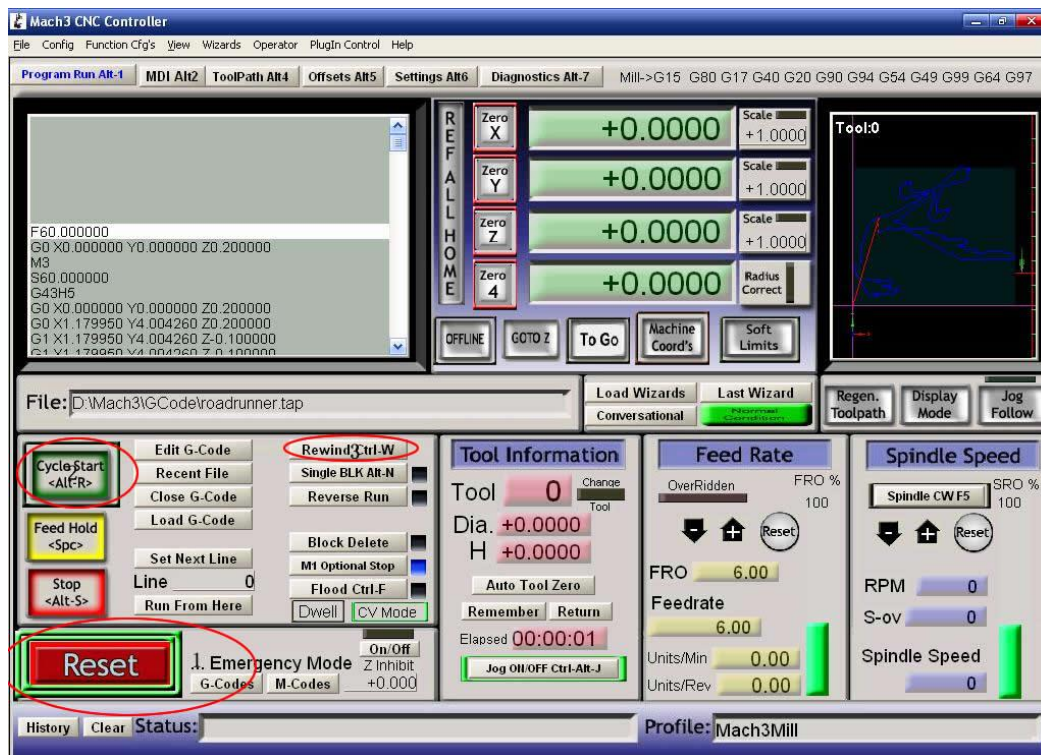 Mach3 CNC Controller
File Config Function Cfg's View Wizards Operator PlugIn Control Help
Program Run Alt-1 MDI Alt2 ToolPath Alt4 Offsets Alt5 Settings Alt6 Diagnostics Alt-7 Mill->G15 G80 G17 G40 G20 G90 G94 G54 G49 G99 G64 G97
F60.000000
G0 X0.000000 Y0.000000 Z0.200000
M3
S60.000000
G43H5
G0 X0.000000 Y0.000000 Z0.200000
G0 X1.179950 Y4.004260 Z0.200000
G1 X1.179950 Y4.004260 Z-0.100000
G1 X1.179950 Y4.004260 Z-0.100000
REF ALL HOME
Zero X +0.0000 Scale +1.0000
Zero Y +0.0000 Scale +1.0000
Zero Z +0.0000 Scale +1.0000
Zero 4 +0.0000 Radius Correct
OFFLINE GOTO Z To Go Machine Coord's Soft Limits
Tool:0
File: D:\Mach3\GCode\roadrunner.tap
Load Wizards Last Wizard
Conversational Normal Condition
Regen. Toolpath Display Mode Jog Follow
Cycle Start <Alt-R> 2
Feed Hold <Spc>
Stop <Alt-S>
Edit G-Code
Recent File
Close G-Code
Load G-Code
Set Next Line
Line 0
Run From Here
Rewind Ctrl-W 3
Single BLK Alt-N
Reverse Run
Block Delete
M1 Optional Stop
Flood Ctrl-F
Dwell CV Mode
Reset
1. Emergency Mode
G-Codes M-Codes
On/Off
Z Inhibit
+0.000
Tool Information
Tool 0 Change Tool
Dia. +0.0000
H +0.0000
Auto Tool Zero
Remember Return
Elapsed 00:00:01
Jog ON/OFF Ctrl-Alt-J
Feed Rate
OverRidden FRO % 100
Reset
FRO 6.00
Feedrate
6.00
Units/Min 0.00
Units/Rev 0.00
Spindle Speed
Spindle CW F5 SRO % 100
Reset
RPM 0
S-ov 0
Spindle Speed
0
History Clear Status: Profile: Mach3Mill